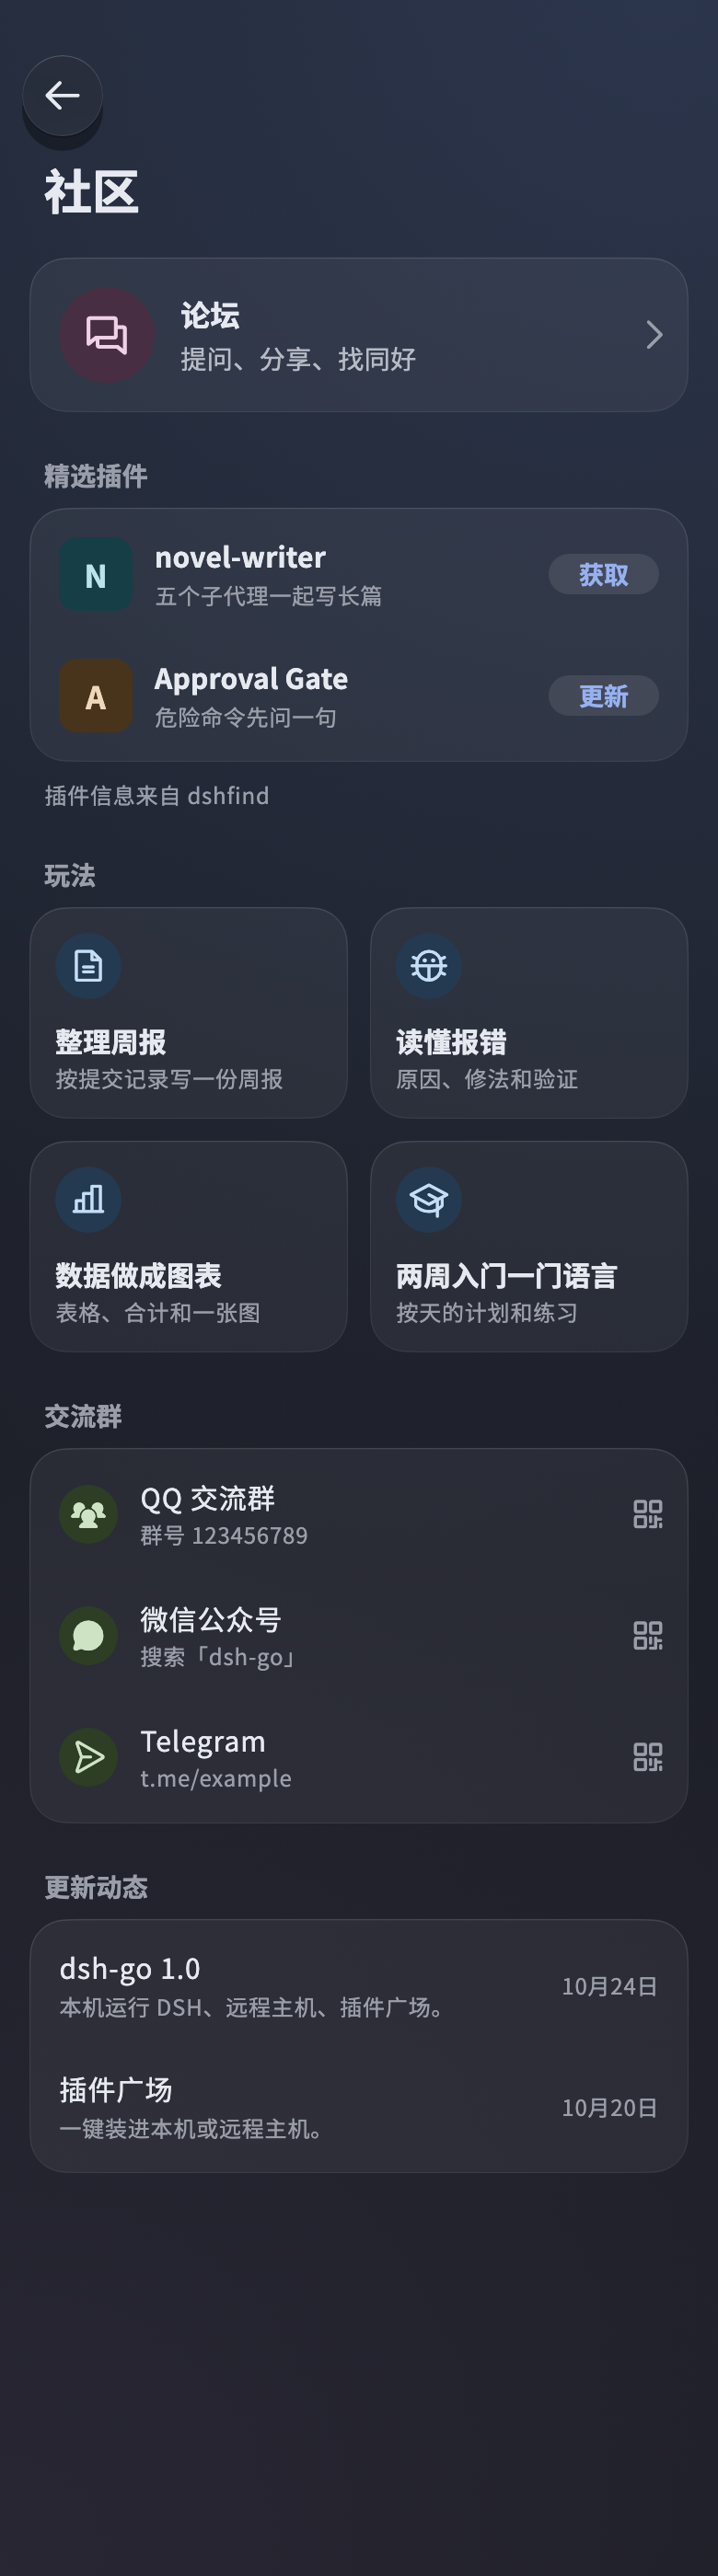 社区
论坛
提问、分享、找同好
精选插件
N
novel-writer
五个子代理一起写长篇
获取
A
Approval Gate
危险命令先问一句
更新
插件信息来自 dshfind
玩法
整理周报
按提交记录写一份周报
读懂报错
原因、修法和验证
数据做成图表
表格、合计和一张图
两周入门一门语言
按天的计划和练习
交流群
QQ 交流群
群号 123456789
微信公众号
搜索「dsh-go」
Telegram
t.me/example
更新动态
dsh-go 1.0
本机运行 DSH、远程主机、插件广场。
10月24日
插件广场
一键装进本机或远程主机。
10月20日